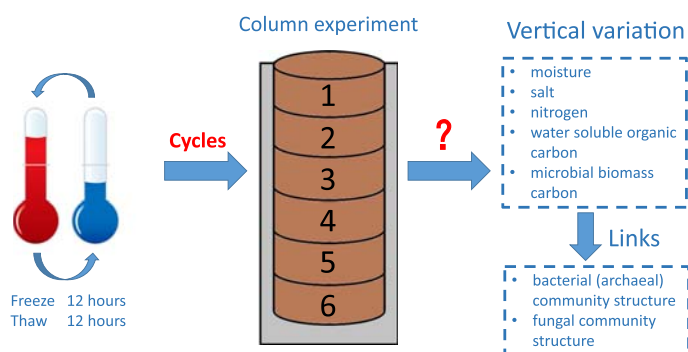 Column experiment
Vertical variation
• moisture
• salt
• nitrogen
• water soluble organic
carbon
• microbial biomass
carbon
Cycles
?
1
2
3
4
5
6
Links
• bacterial (archaeal)
community structure
• fungal community
structure
Freeze 12 hours
Thaw 12 hours